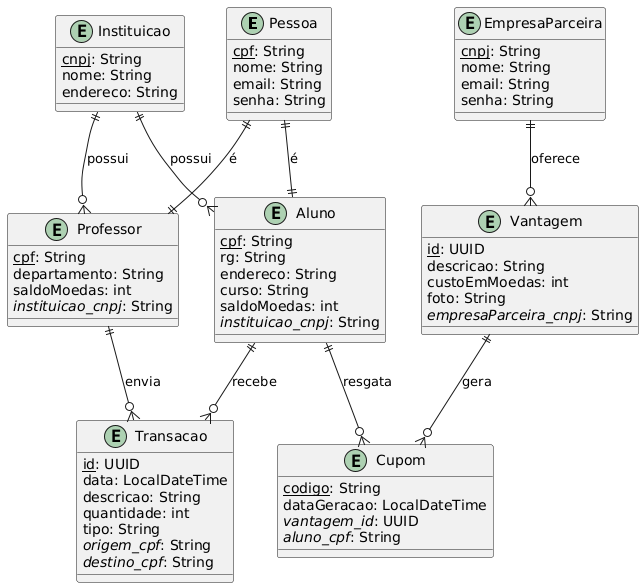 E Instituicao
cnpj: String
nome: String
endereco: String
E Pessoa
cpf: String
nome: String
email: String
senha: String
E EmpresaParceira
cnpj: String
nome: String
email: String
senha: String
possui
possui
é
é
oferece
E Professor
cpf: String
departamento: String
saldoMoedas: int
instituicao_cnpj: String
E Aluno
cpf: String
rg: String
endereco: String
curso: String
saldoMoedas: int
instituicao_cnpj: String
E Vantagem
id: UUID
descricao: String
custoEmMoedas: int
foto: String
empresaParceira_cnpj: String
envia
recebe
resgata
gera
E Transacao
id: UUID
data: LocalDateTime
descricao: String
quantidade: int
tipo: String
origem_cpf: String
destino_cpf: String
E Cupom
codigo: String
dataGeracao: LocalDateTime
vantagem_id: UUID
aluno_cpf: String